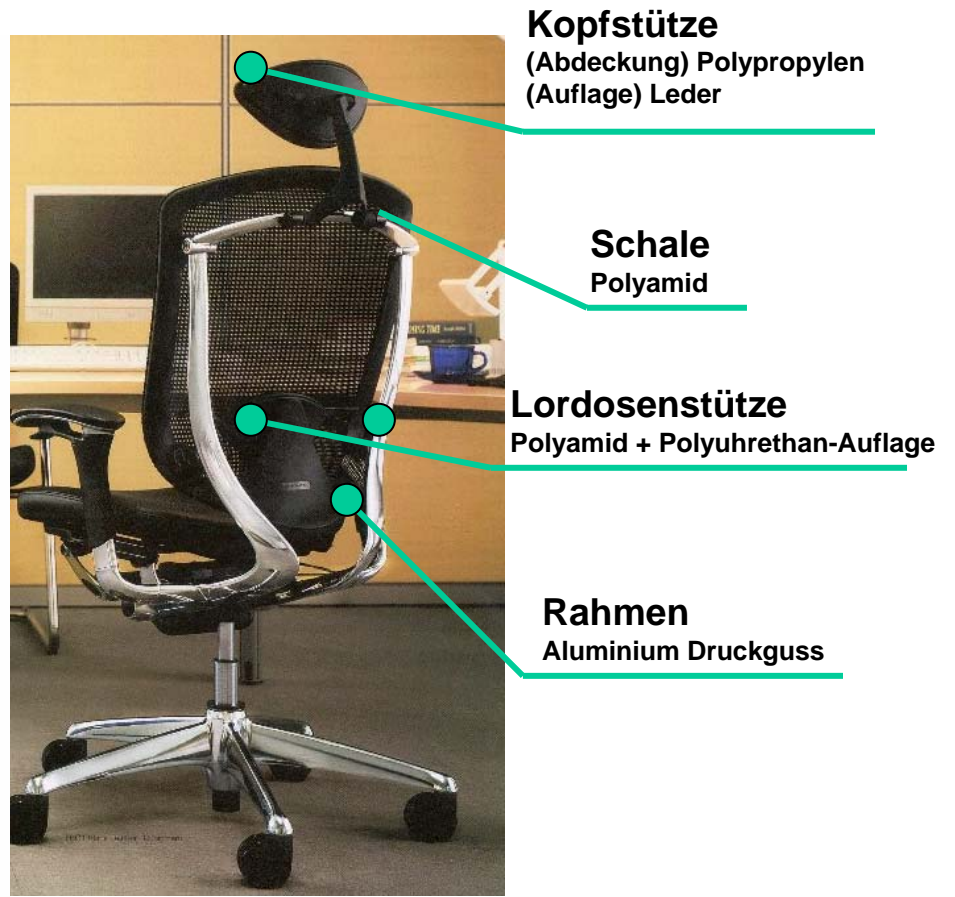 Kopfstütze
(Abdeckung) Polypropylen
(Auflage) Leder
Schale
Polyamid
Lordosenstütze
Polyamid + Polyuhrethan-Auflage
Rahmen
Aluminium Druckguss